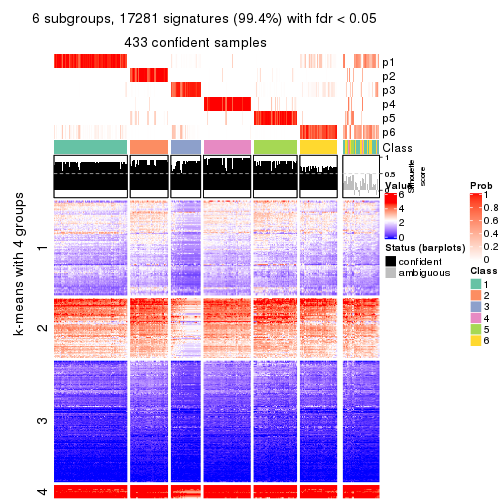 6 subgroups, 17281 signatures (99.4%) with fdr < 0.05
433 confident samples
p1
p2
p3
p4
p5
p6
Class
1
0.5
0
Silhouette
score
k-means with 4 groups
1
2
3
4
Value
6
4
2
0
Status (barplots)
confident
ambiguous
Prob
1
0.8
0.6
0.4
0.2
0
Class
1
2
3
4
5
6